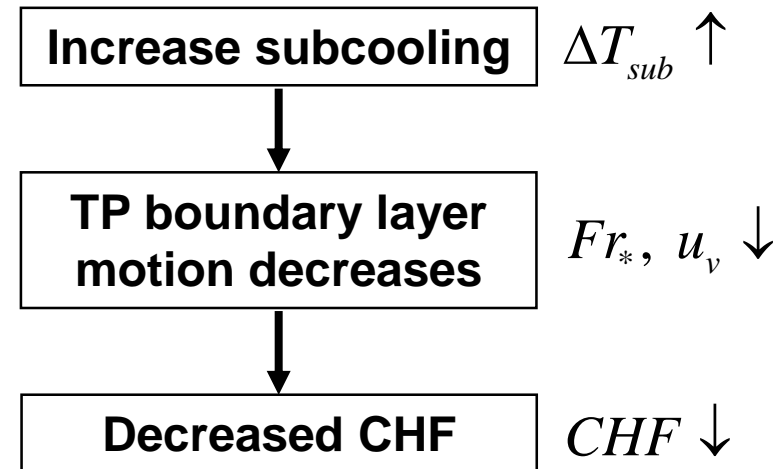 Increase subcooling ΔT_sub ↑
TP boundary layer
motion decreases Fr_*, u_v ↓
Decreased CHF CHF ↓